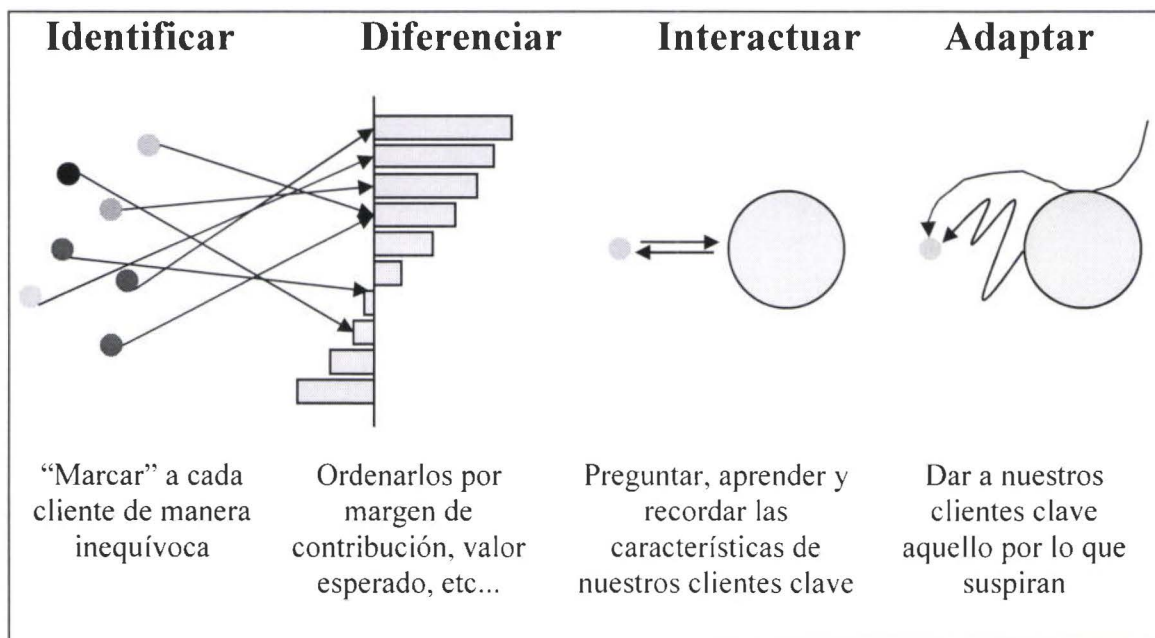 Identificar
Diferenciar
Interactuar
Adaptar
“Marcar” a cada
cliente de manera
inequívoca
Ordenarlos por
margen de
contribución, valor
esperado, etc...
Preguntar, aprender y
recordar las
características de
nuestros clientes clave
Dar a nuestros
clientes clave
aquello por lo que
suspiran